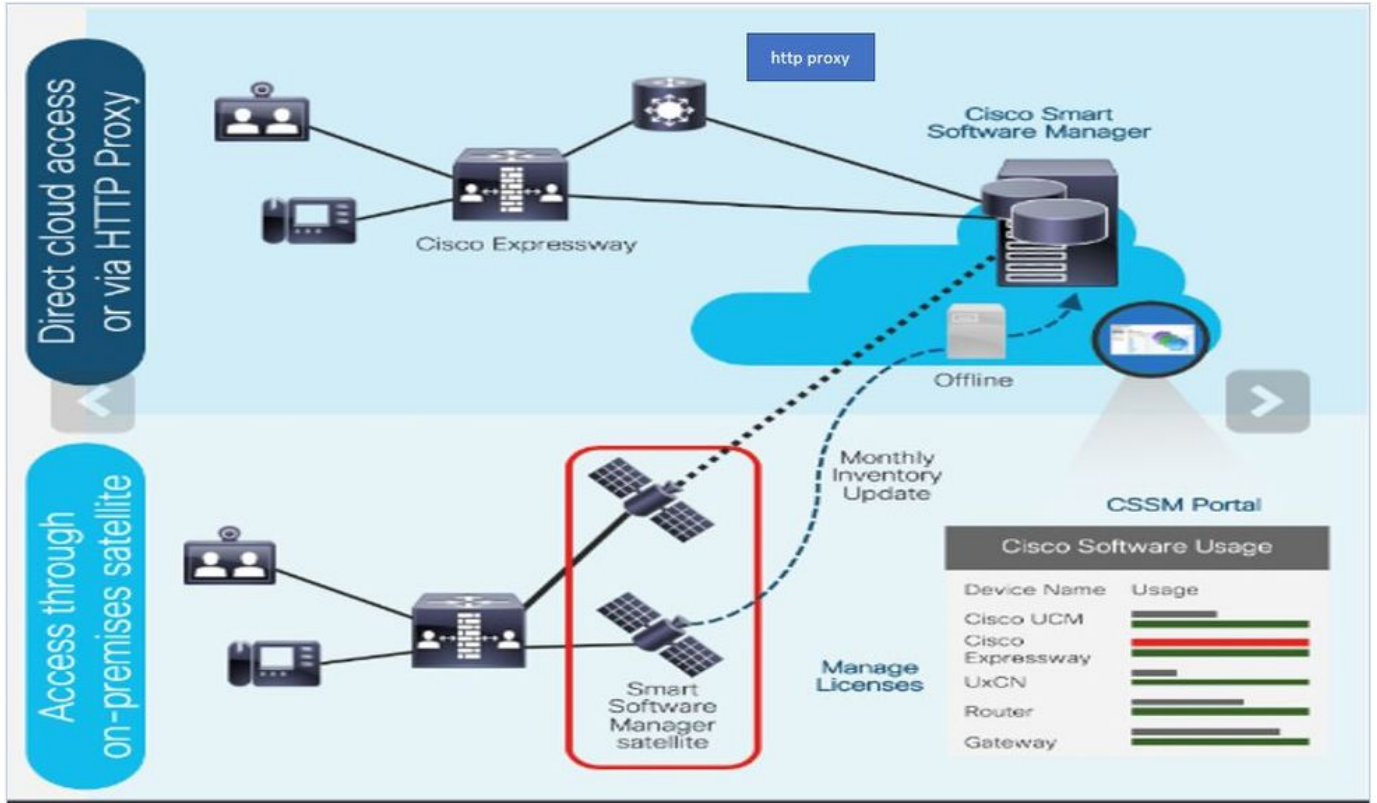 Direct cloud access
or via HTTP Proxy
http proxy
Cisco Smart
Software Manager
Cisco Expressway
Offline
Access through
on-premises satellite
Monthly
Inventory
Update
Smart
Software
Manager
satellite
Manage
Licenses
CSSM Portal
Cisco Software Usage
Device Name Usage
Cisco UCM
Cisco
Expressway
UxCN
Router
Gateway